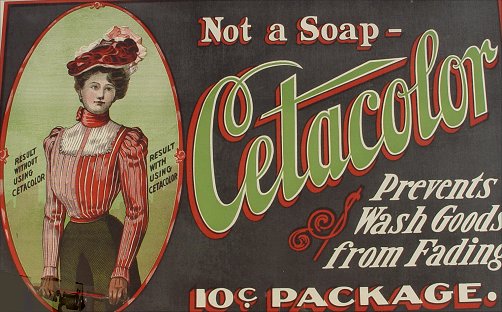 Not a Soap -
Cetacolor
Prevents
Wash Goods
from Fading
10¢ PACKAGE.
RESULT
WITHOUT
USING
CETACOLOR
RESULT
WITH
USING
CETACOLOR